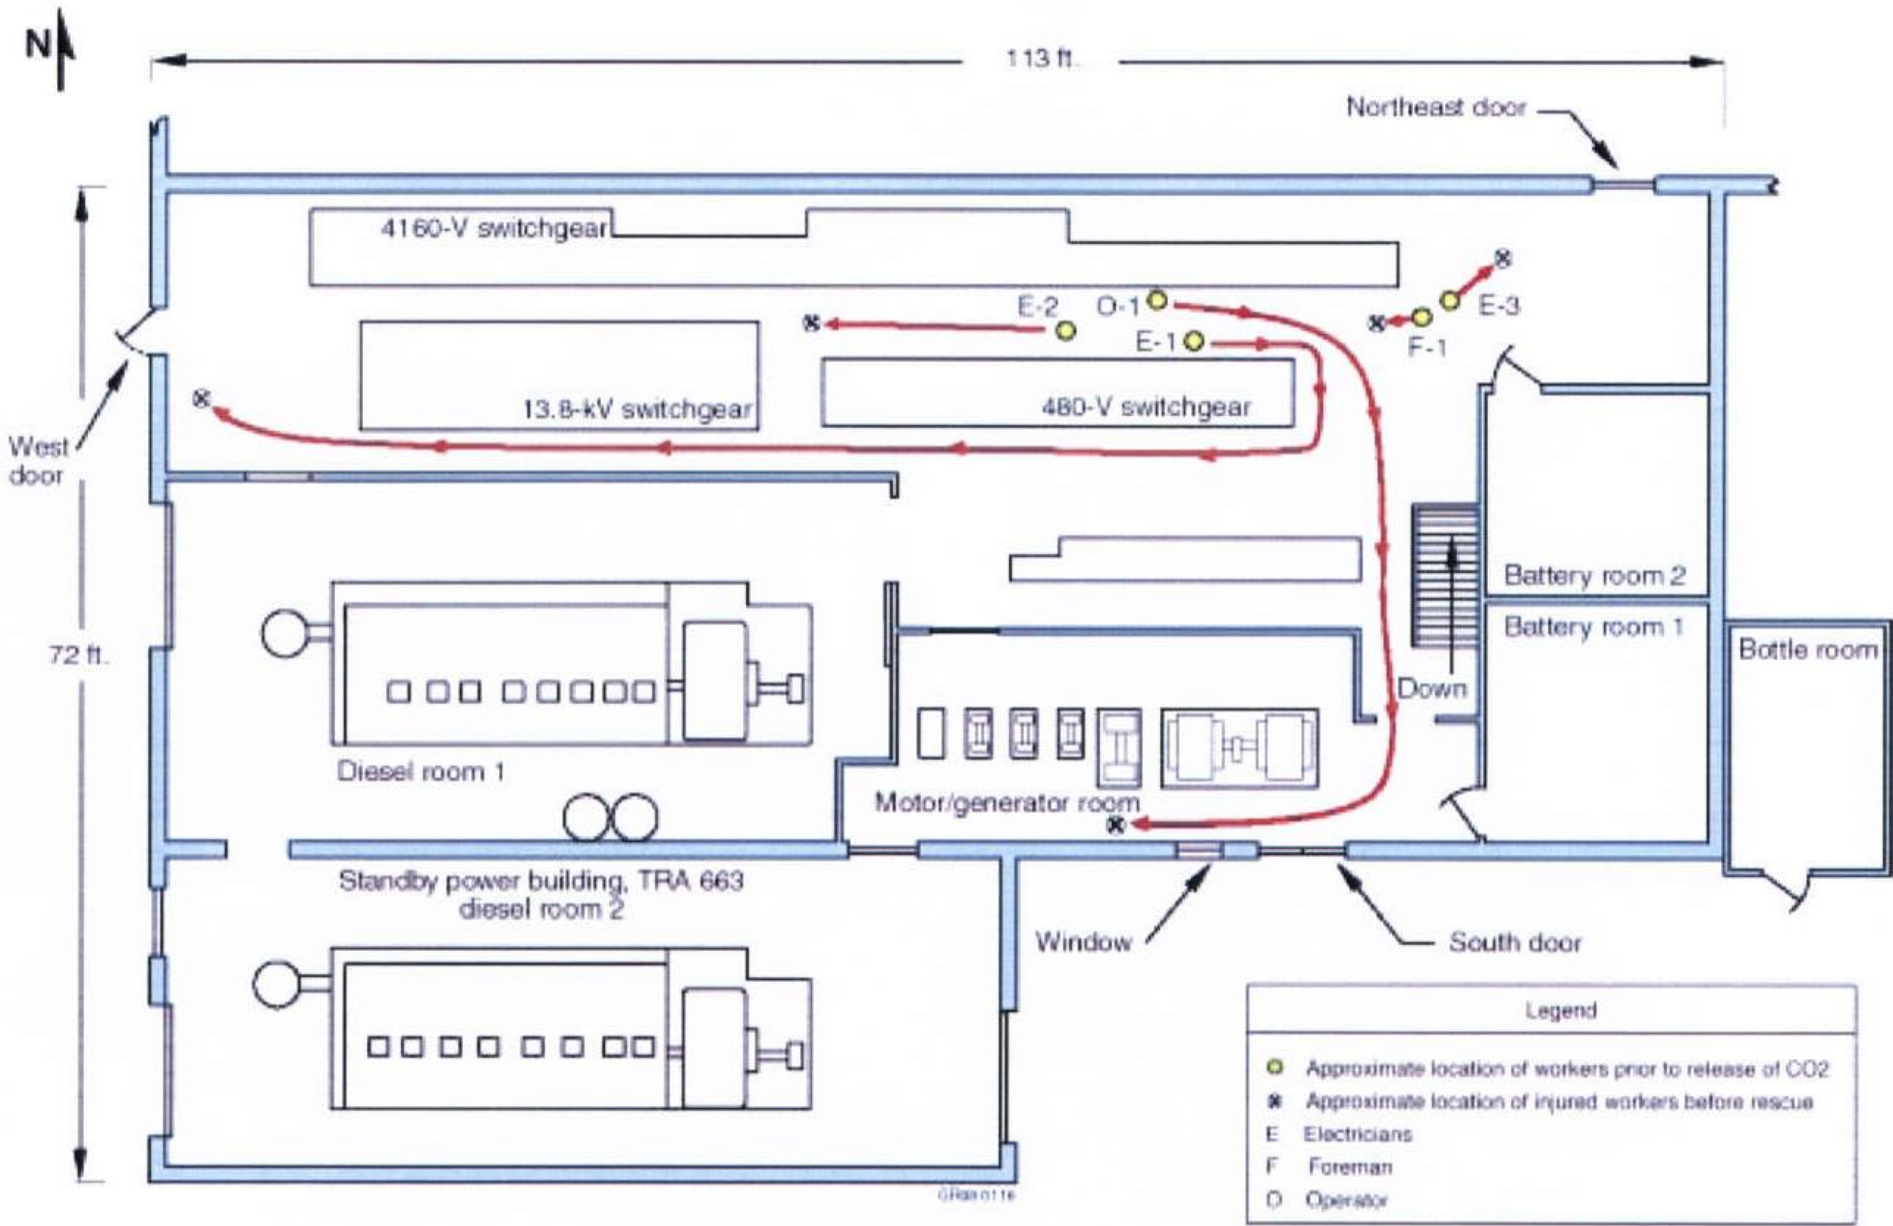 N
113 ft.
Northeast door
4160-V switchgear
E-2
O-1
E-3
E-1
F-1
13.8-kV switchgear
480-V switchgear
West
door
Battery room 2
Battery room 1
72 ft.
Bottle room
Down
Diesel room 1
Motor/generator room
Standby power building, TRA 663
diesel room 2
Window
South door
Legend
Approximate location of workers prior to release of CO2
Approximate location of injured workers before rescue
E Electricians
F Foreman
O Operator